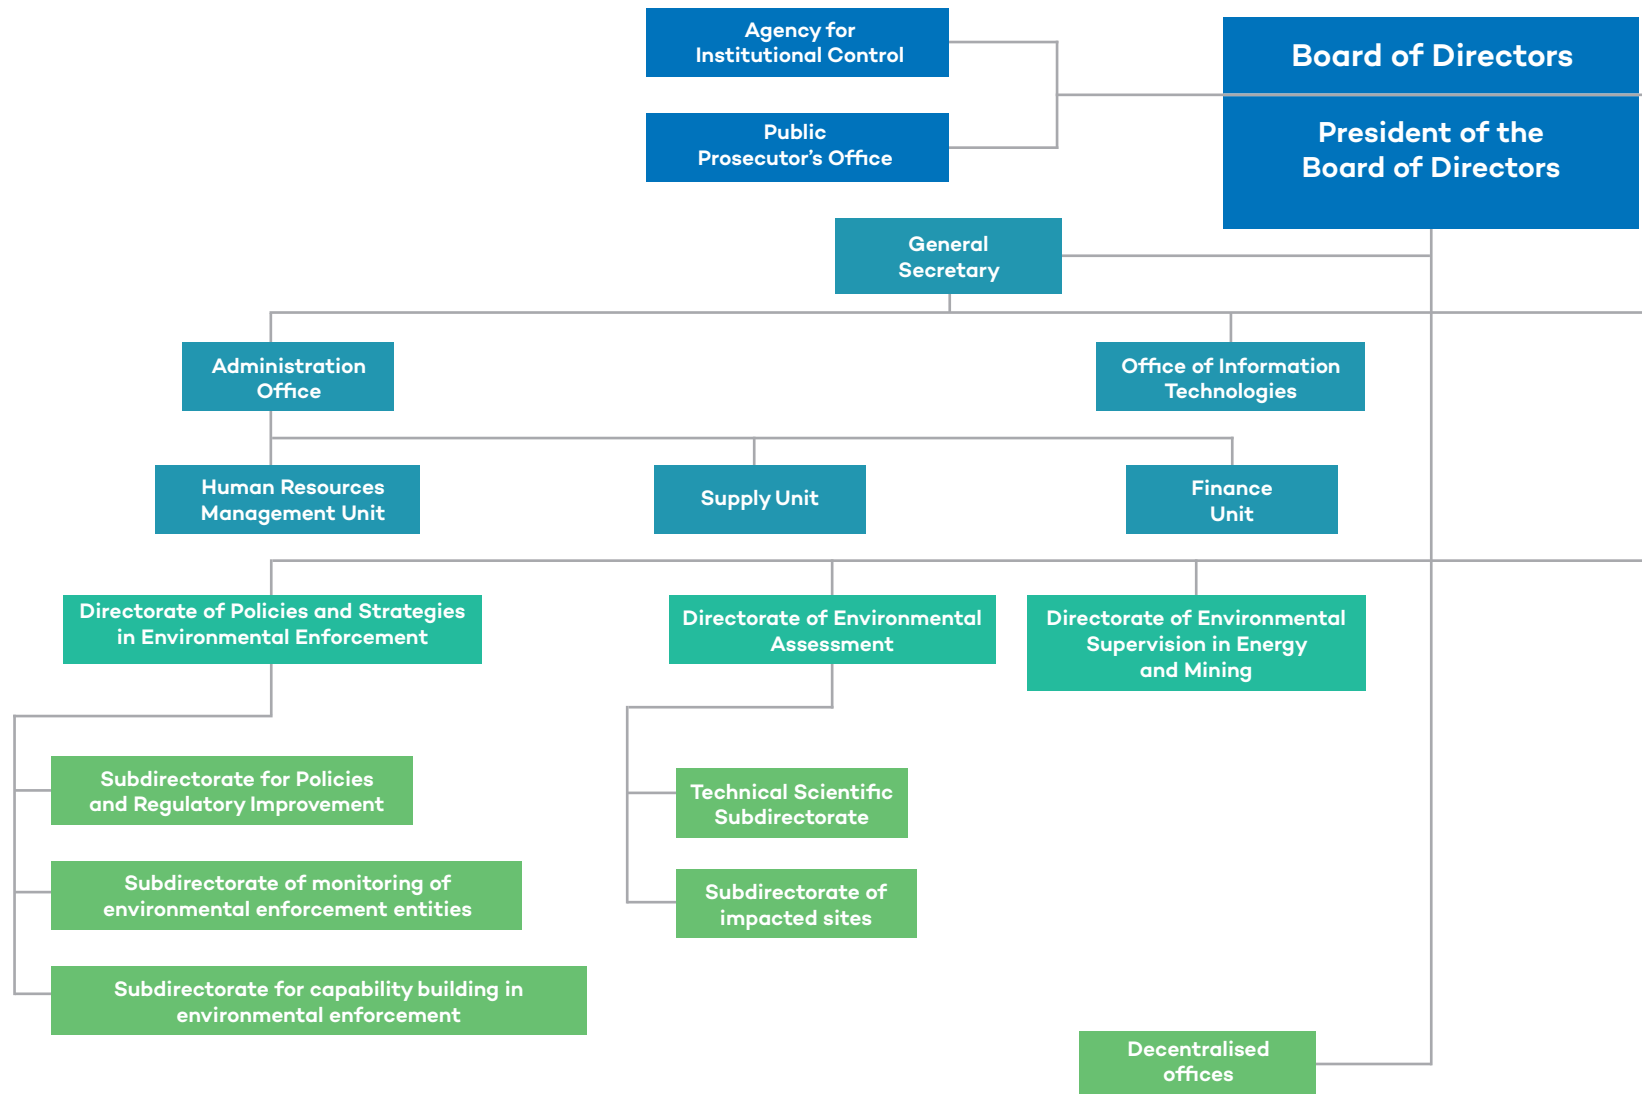 Agency for
Institutional Control
Board of Directors
Public
Prosecutor’s Office
President of the
Board of Directors
General
Secretary
Administration
Office
Office of Information
Technologies
Human Resources
Management Unit
Supply Unit
Finance
Unit
Directorate of Policies and Strategies
in Environmental Enforcement
Directorate of Environmental
Assessment
Directorate of Environmental
Supervision in Energy
and Mining
Subdirectorate for Policies
and Regulatory Improvement
Technical Scientific
Subdirectorate
Subdirectorate of monitoring of
environmental enforcement entities
Subdirectorate of
impacted sites
Subdirectorate for capability building in
environmental enforcement
Decentralised
offices